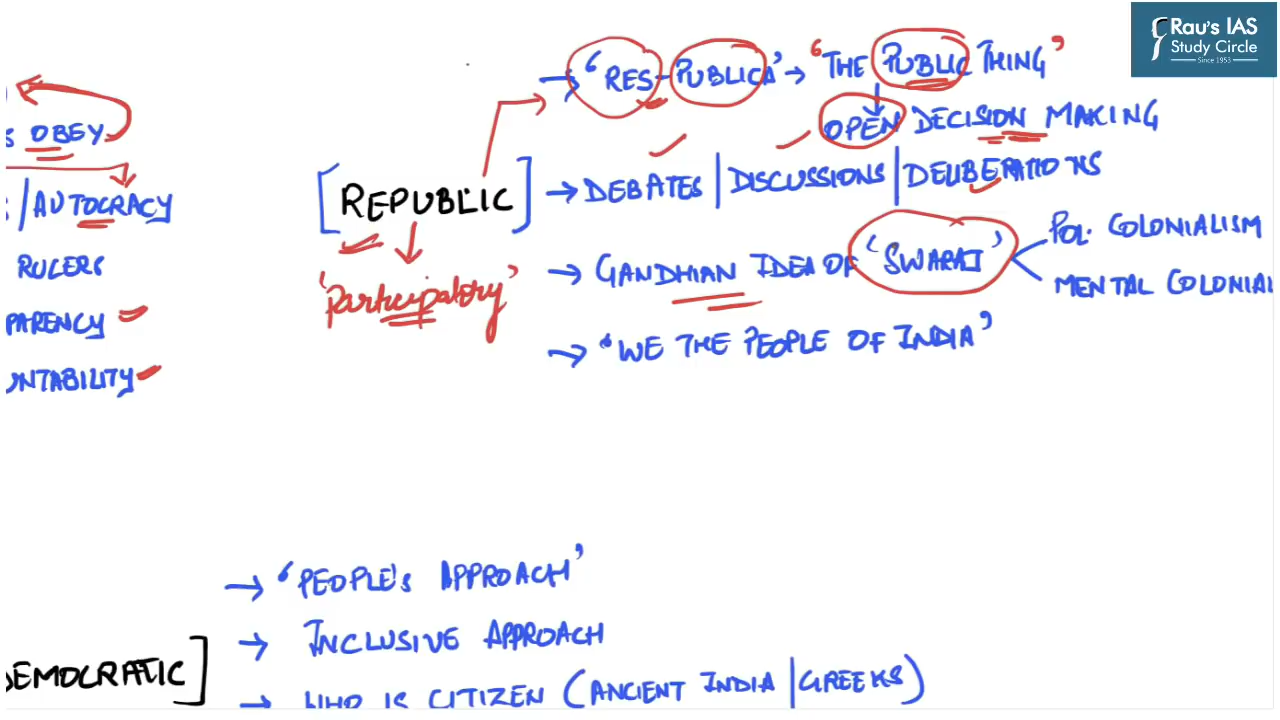 Rau's IAS
Study Circle
Since 1953
'RES-PUBLICA' → 'THE PUBLIC THING'
OBEY
OPEN DECISION MAKING
/AUTOCRACY
[REPUBLIC]
→ DEBATES | DISCUSSIONS | DELIBERATIONS
RULERS
'Participatory'
→ GANDHIAN IDEA OF 'SWARAJ'
POL. COLONIALISM
MENTAL COLONIAL
PARENCY
→ 'WE THE PEOPLE OF INDIA'
UNTABILITY
→ 'PEOPLE'S APPROACH'
→ INCLUSIVE APPROACH
DEMOCRATIC]
→ WHO IS CITIZEN (ANCIENT INDIA | GREEKS)